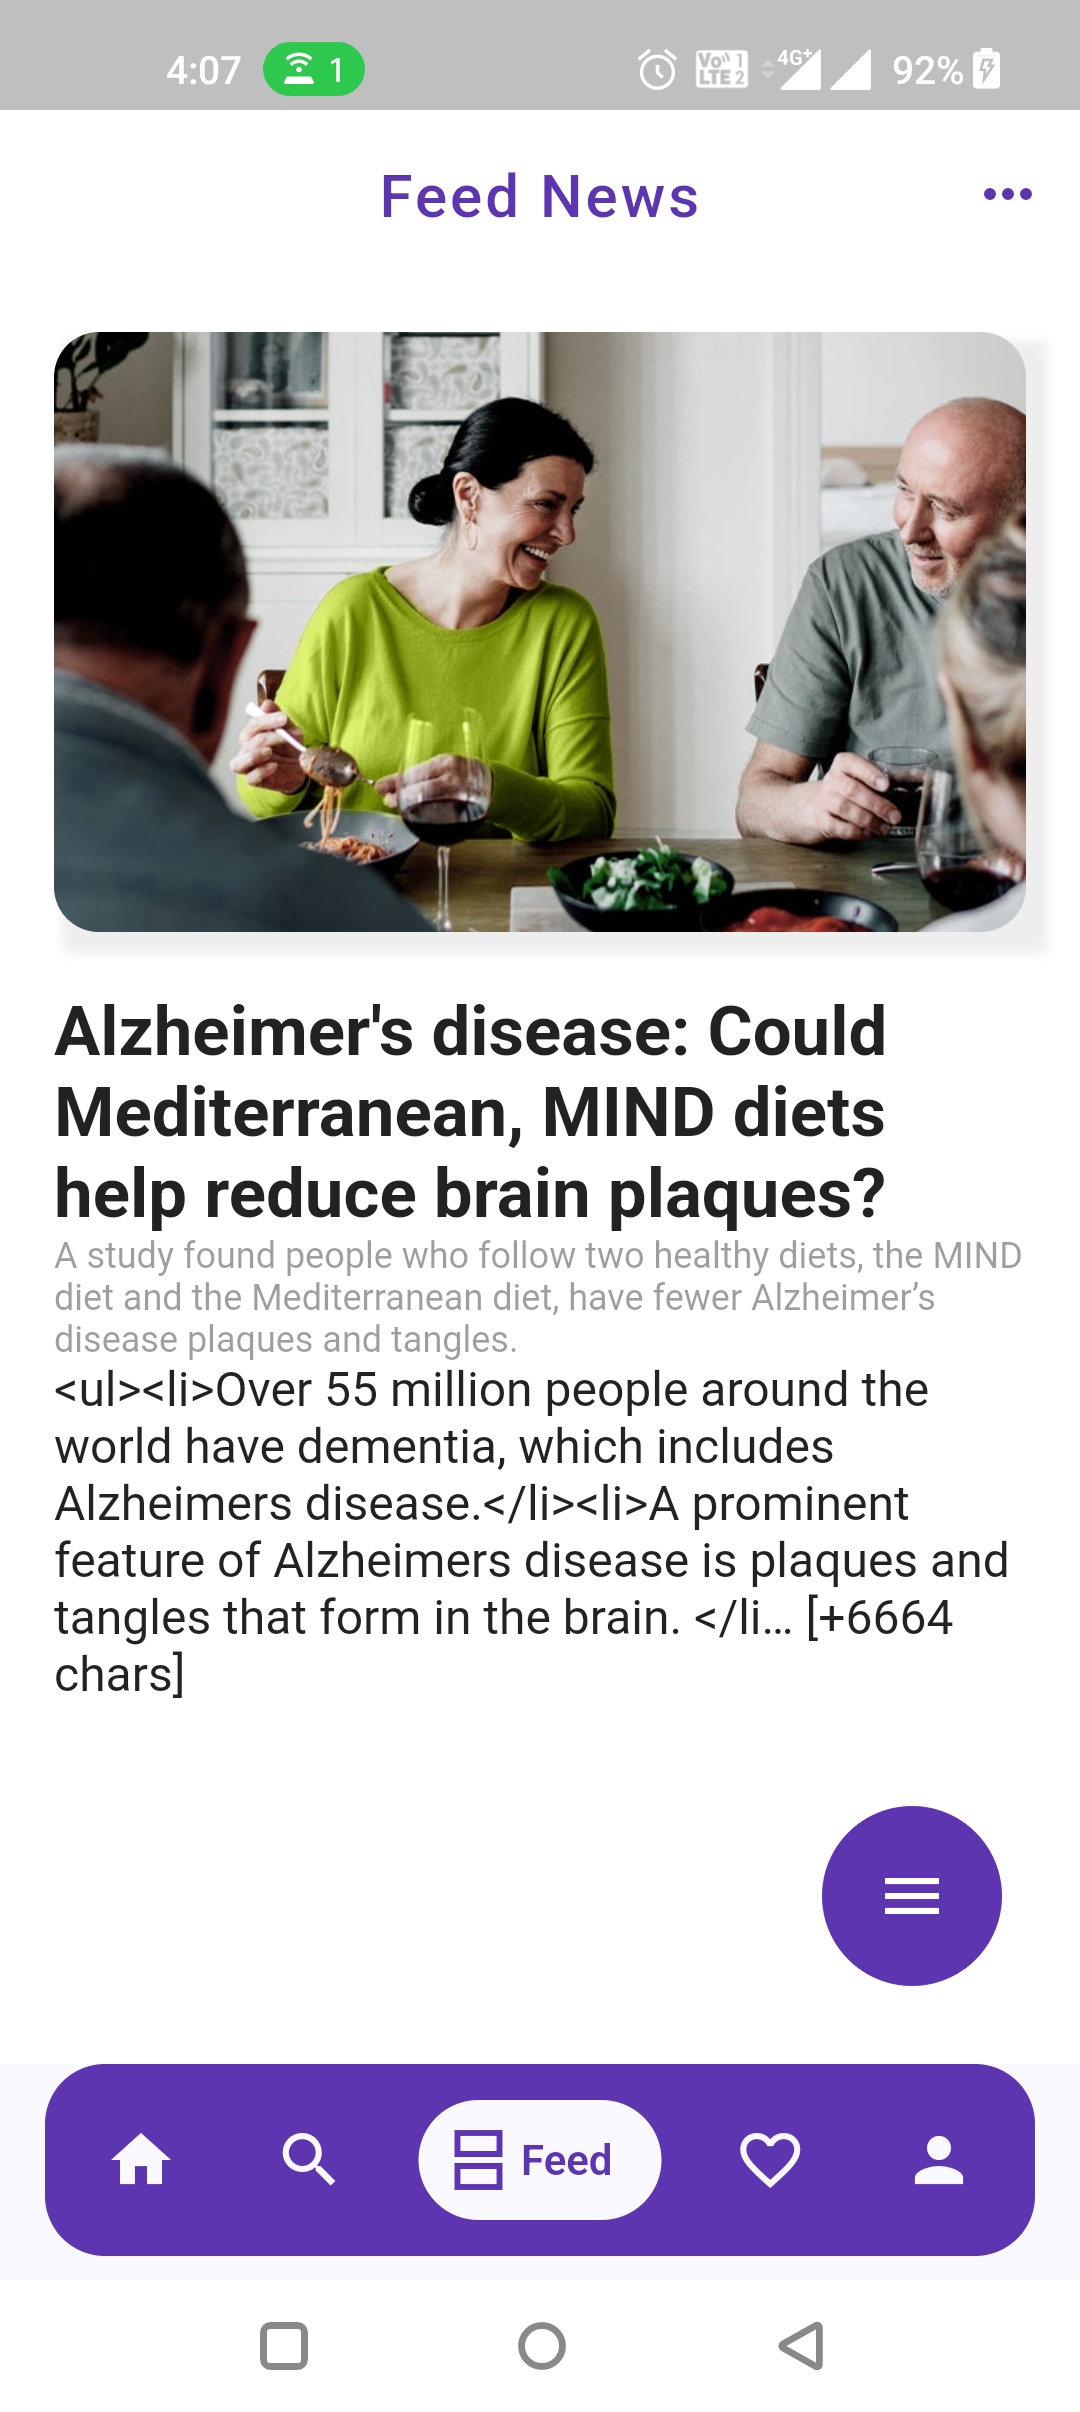 4:07 1 Vo 1 LTE 2 4G+ 92%
Feed News
Alzheimer's disease: Could
Mediterranean, MIND diets
help reduce brain plaques?
A study found people who follow two healthy diets, the MIND
diet and the Mediterranean diet, have fewer Alzheimer’s
disease plaques and tangles.
<ul><li>Over 55 million people around the
world have dementia, which includes
Alzheimers disease.</li><li>A prominent
feature of Alzheimers disease is plaques and
tangles that form in the brain. </li… [+6664
chars]
Feed